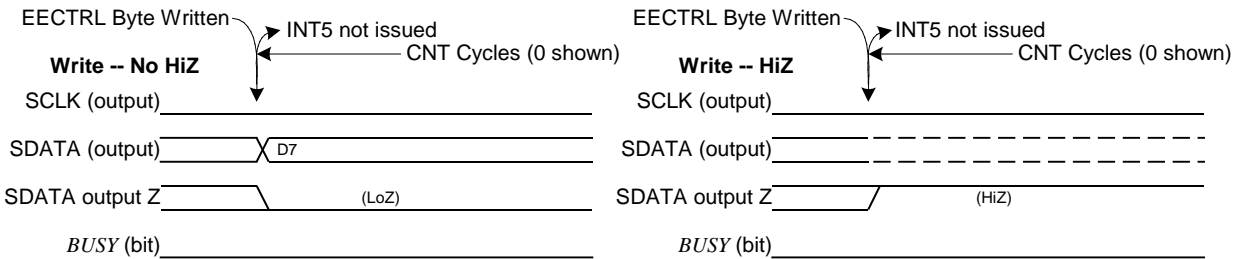 EECTRL Byte Written
INT5 not issued
CNT Cycles (0 shown)
Write -- No HiZ
SCLK (output)
SDATA (output)
D7
SDATA output Z
(LoZ)
BUSY (bit)
EECTRL Byte Written
INT5 not issued
CNT Cycles (0 shown)
Write -- HiZ
SCLK (output)
SDATA (output)
SDATA output Z
(HiZ)
BUSY (bit)